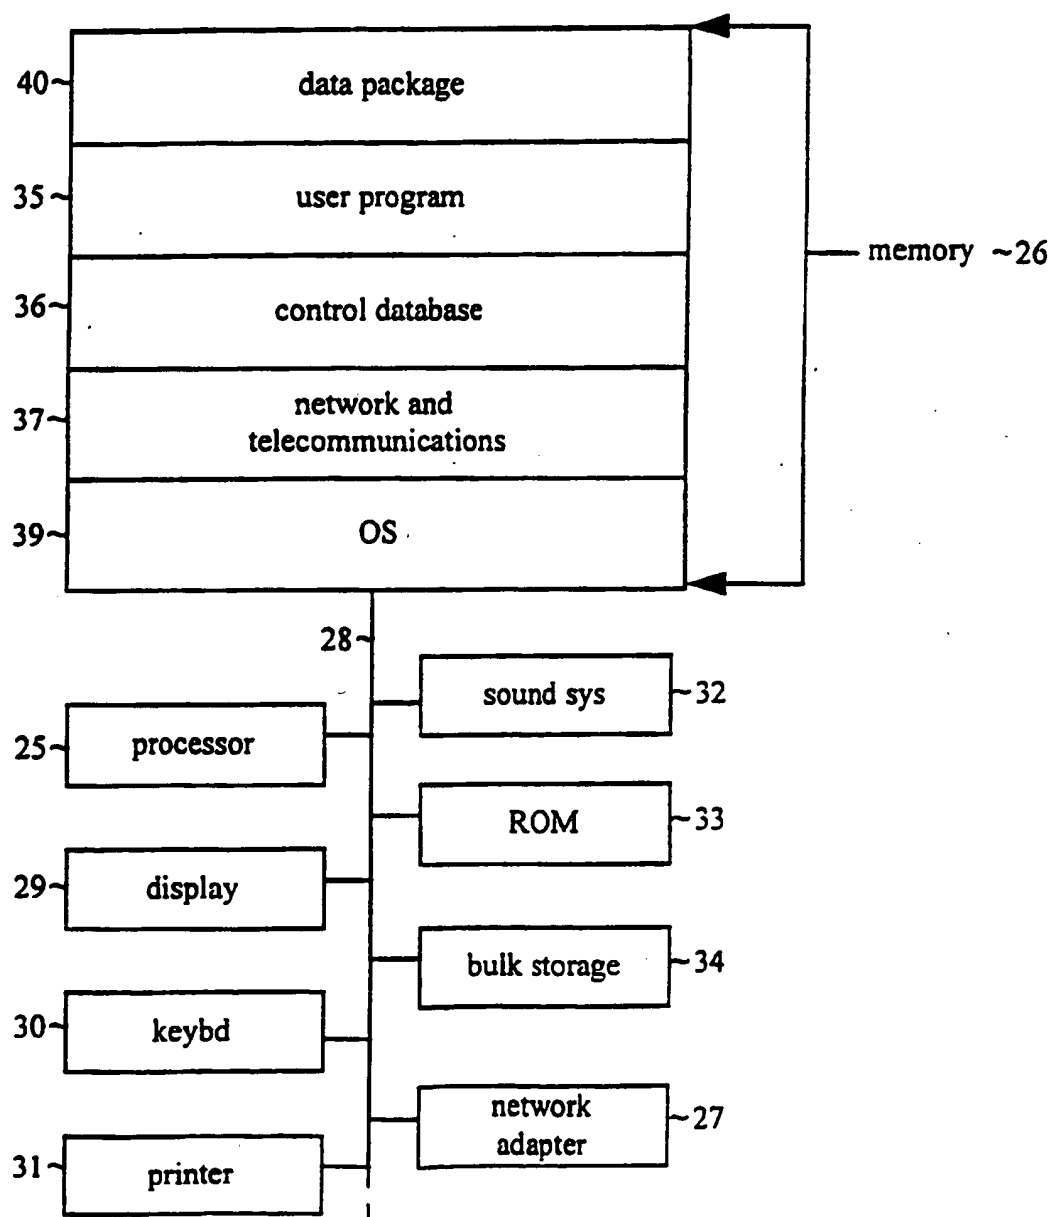 40~ data package
35~ user program
memory ~26
36~ control database
37~ network and
telecommunications
39~ OS
28~
sound sys ~32
25~ processor
ROM ~33
29~ display
bulk storage ~34
30~ keybd
network
adapter ~27
31~ printer